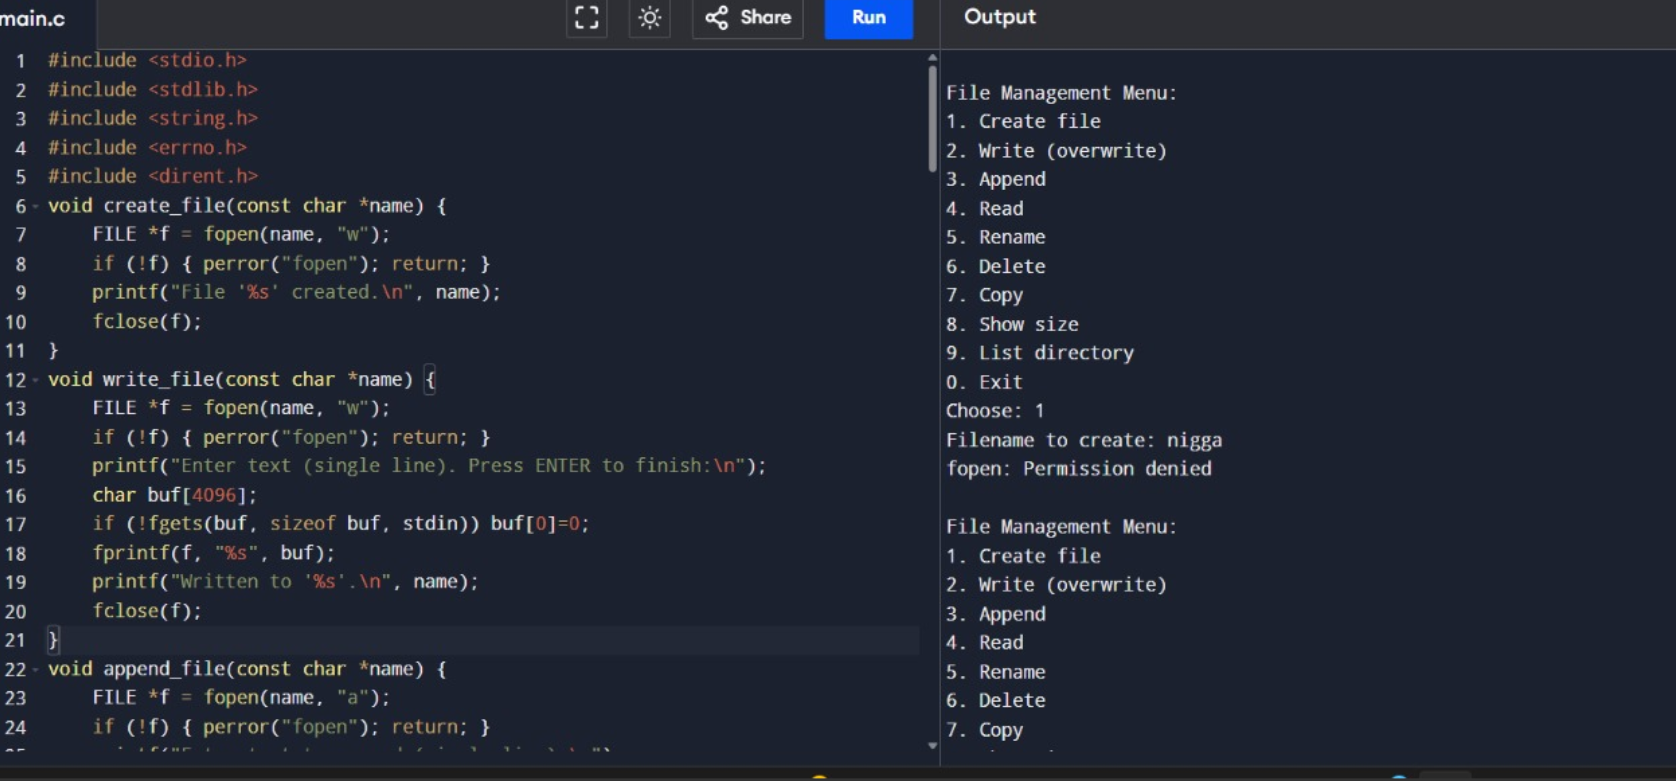 main.c
Share
Run
Output
1 #include <stdio.h>
2 #include <stdlib.h>
3 #include <string.h>
4 #include <errno.h>
5 #include <dirent.h>
6 void create_file(const char *name) {
7 FILE *f = fopen(name, "w");
8 if (!f) { perror("fopen"); return; }
9 printf("File '%s' created.\n", name);
10 fclose(f);
11 }
12 void write_file(const char *name) {
13 FILE *f = fopen(name, "w");
14 if (!f) { perror("fopen"); return; }
15 printf("Enter text (single line). Press ENTER to finish:\n");
16 char buf[4096];
17 if (!fgets(buf, sizeof buf, stdin)) buf[0]=0;
18 fprintf(f, "%s", buf);
19 printf("Written to '%s'.\n", name);
20 fclose(f);
21 }
22 void append_file(const char *name) {
23 FILE *f = fopen(name, "a");
24 if (!f) { perror("fopen"); return; }
File Management Menu:
1. Create file
2. Write (overwrite)
3. Append
4. Read
5. Rename
6. Delete
7. Copy
8. Show size
9. List directory
0. Exit
Choose: 1
Filename to create: nigga
fopen: Permission denied
File Management Menu:
1. Create file
2. Write (overwrite)
3. Append
4. Read
5. Rename
6. Delete
7. Copy